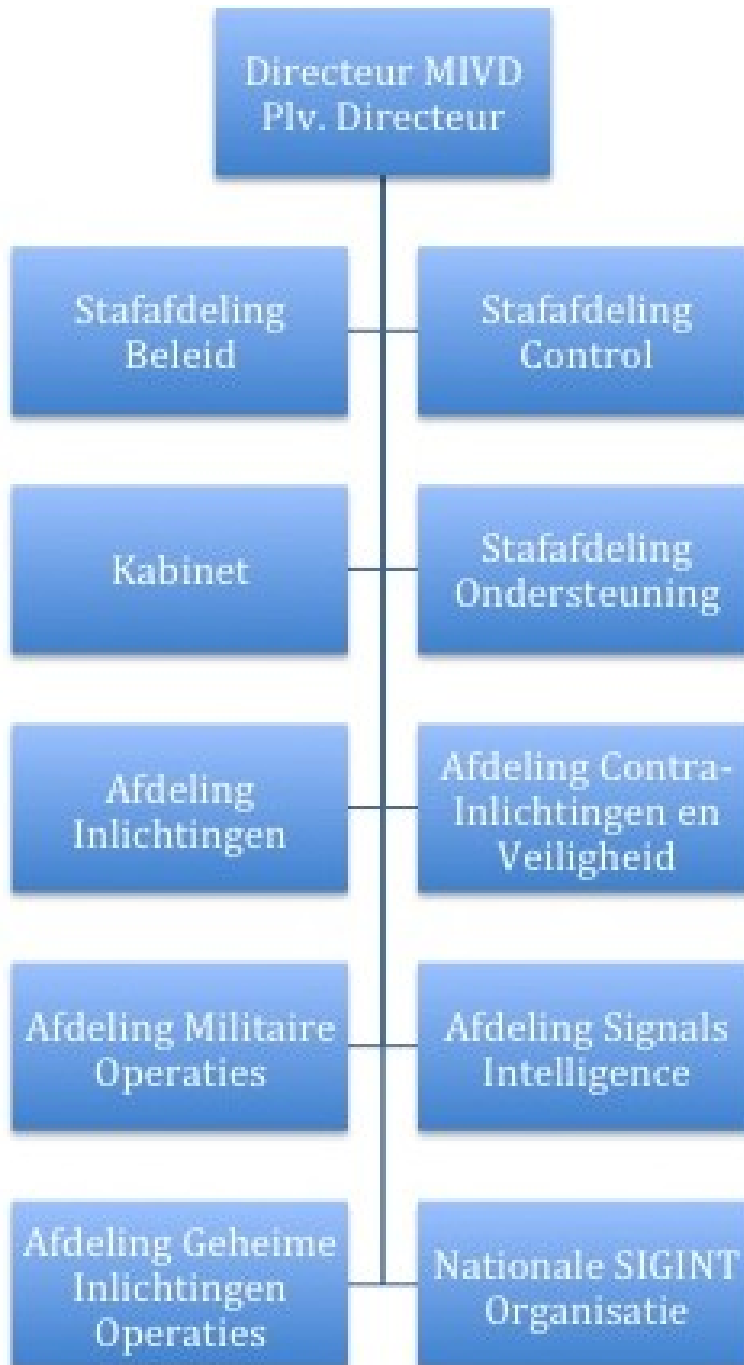 Directeur MIVD
Plv. Directeur
Stafafdeling
Beleid
Stafafdeling
Control
Kabinet
Stafafdeling
Ondersteuning
Afdeling
Inlichtingen
Afdeling Contra-
Inlichtingen en
Veiligheid
Afdeling Militaire
Operaties
Afdeling Signals
Intelligence
Afdeling Geheime
Inlichtingen
Operaties
Nationale SIGINT
Organisatie